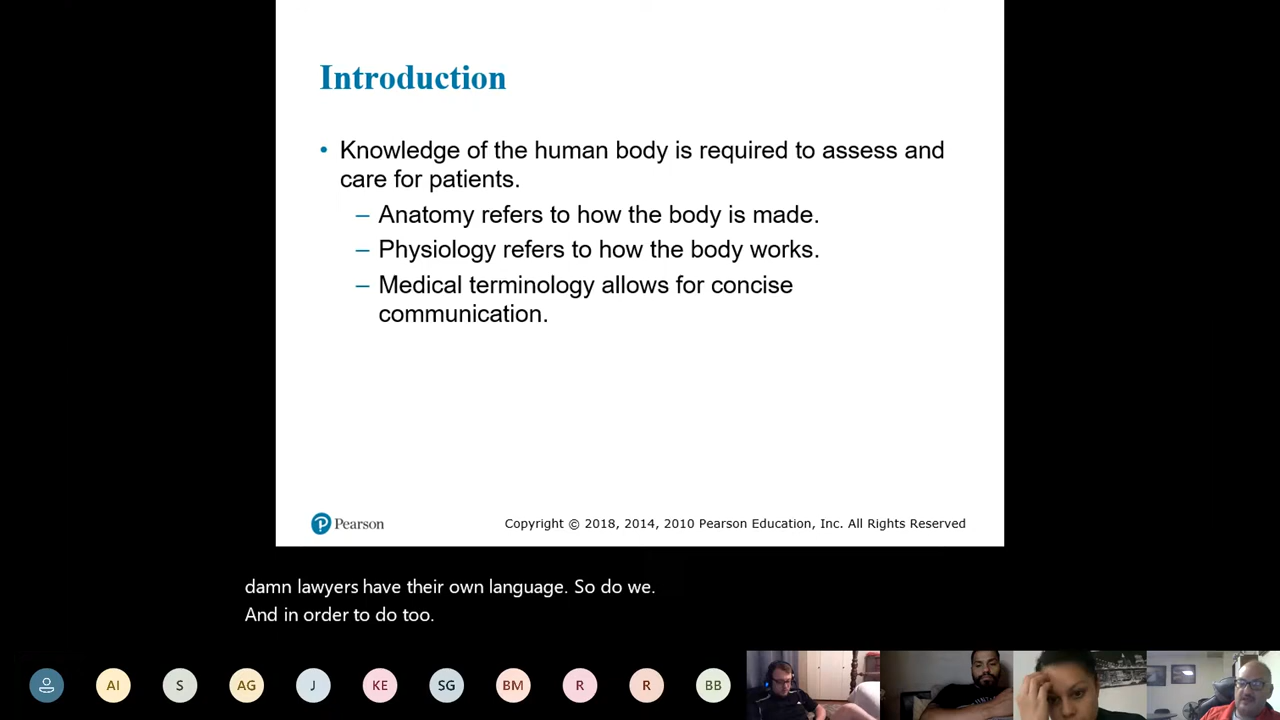 Introduction
• Knowledge of the human body is required to assess and
care for patients.
– Anatomy refers to how the body is made.
– Physiology refers to how the body works.
– Medical terminology allows for concise
communication.
Pearson
Copyright © 2018, 2014, 2010 Pearson Education, Inc. All Rights Reserved
damn lawyers have their own language. So do we.
And in order to do too.
AI S AG J KE SG BM R R BB